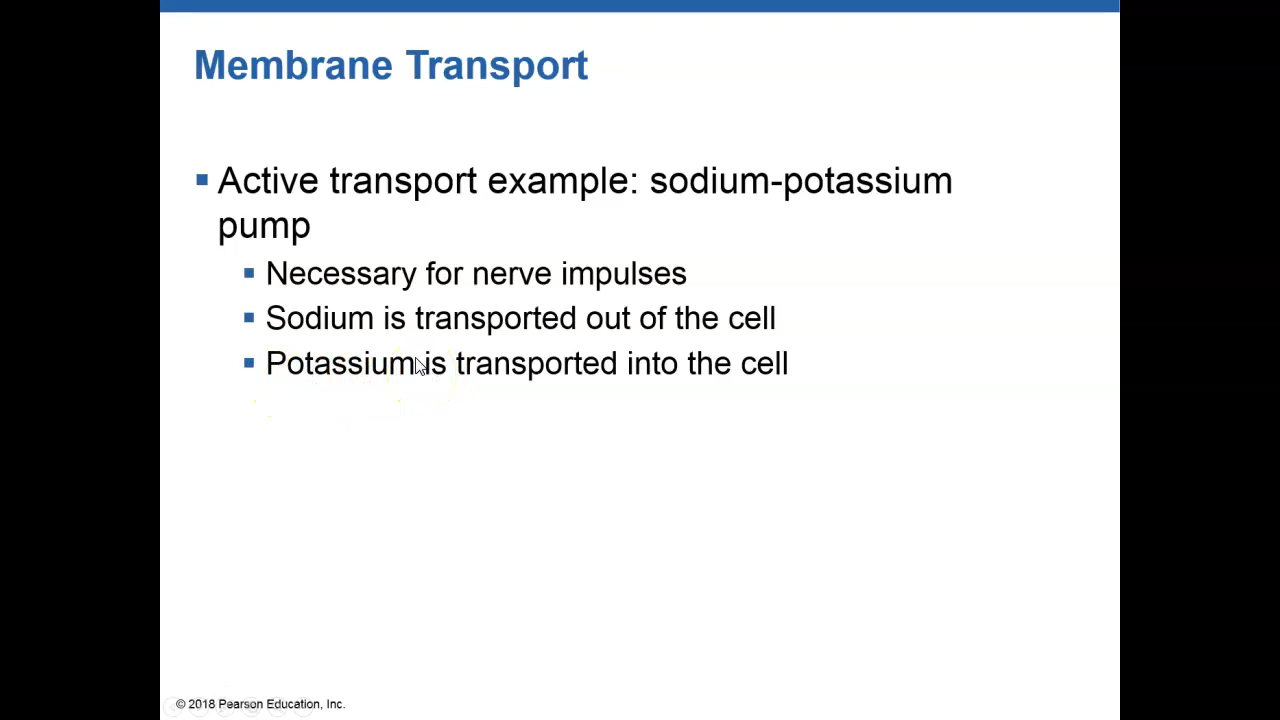 Membrane Transport
▪ Active transport example: sodium-potassium
pump
▪ Necessary for nerve impulses
▪ Sodium is transported out of the cell
▪ Potassium is transported into the cell
© 2018 Pearson Education, Inc.